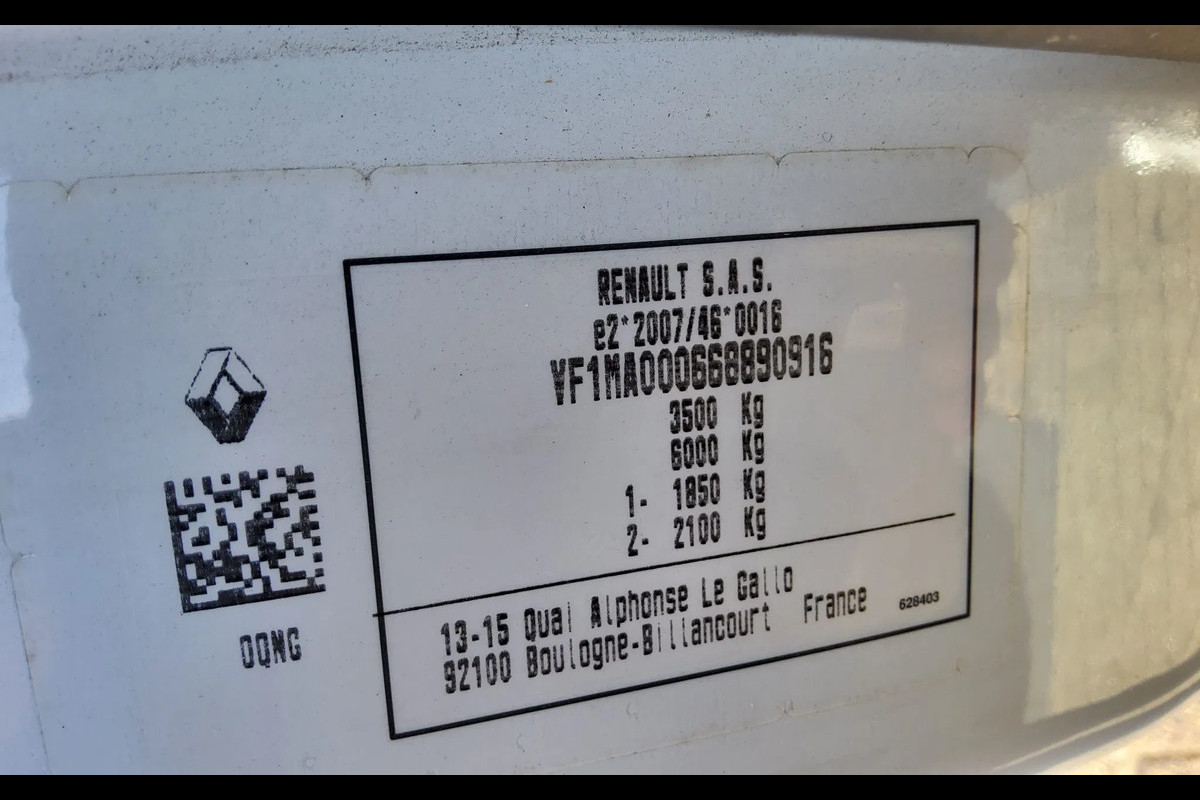 RENAULT S.A.S.
e2*2007/46*0016
VF1MA000668890916
3500 Kg
6000 Kg
1- 1850 Kg
2- 2100 Kg
13-15 Quai Alphonse Le Gallo
92100 Boulogne-Billancourt France
628403
0QNG